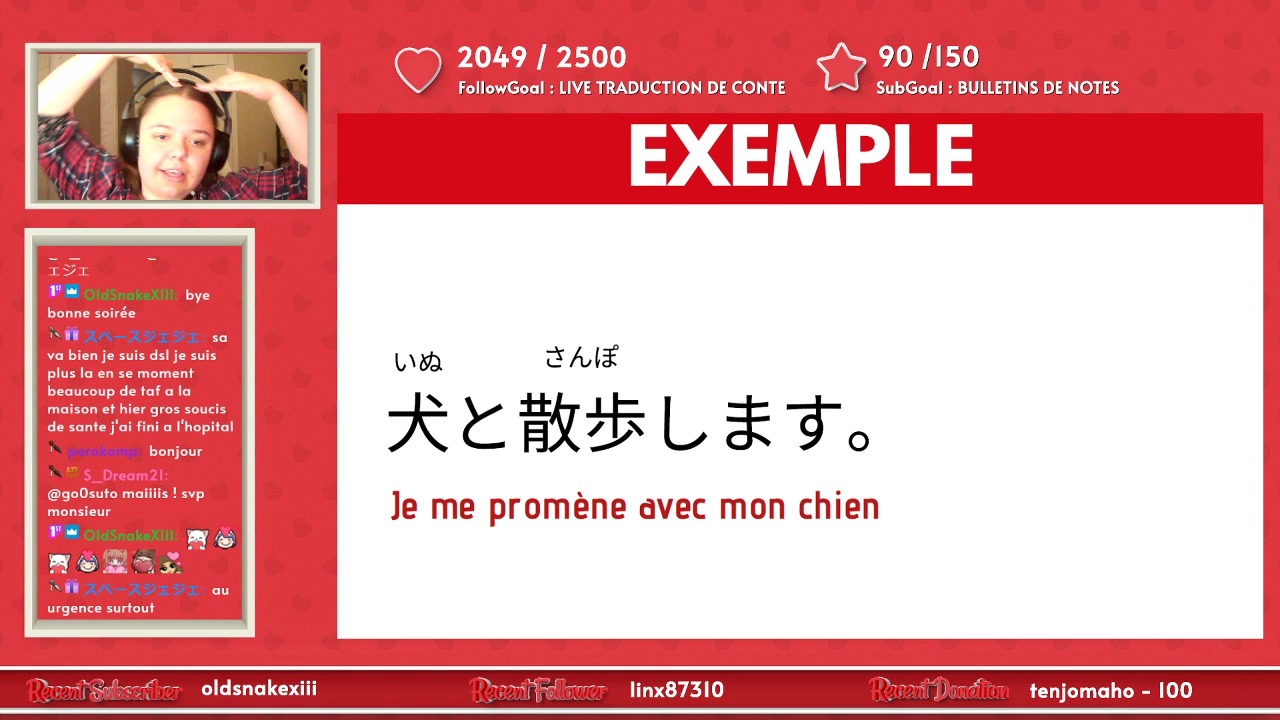 2049 / 2500
FollowGoal : LIVE TRADUCTION DE CONTE
90 /150
SubGoal : BULLETINS DE NOTES
EXEMPLE
いぬ さんぽ
犬と散歩します。
Je me promène avec mon chien
ェジェ
OldSnakeXIII: bye
bonne soirée
スペースジェジェ: sa
va bien je suis dsl je suis
plus la en se moment
beaucoup de taf a la
maison et hier gros soucis
de sante j'ai fini a l'hopital
porokomp: bonjour
S_Dream21:
@go0suto maiiiis ! svp
monsieur
OldSnakeXIII:
スペースジェジェ: au
urgence surtout
Recent Subscriber oldsnakexiii
Recent Follower linx87310
Recent Donation tenjomaho - 100